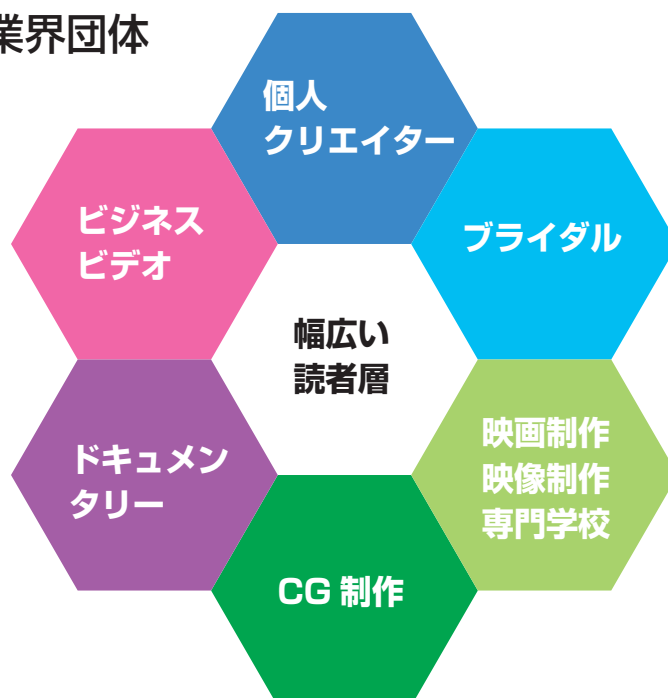 業界団体
個人
クリエイター
ビジネス
ビデオ
ブライダル
幅広い
読者層
ドキュメン
タリー
映画制作
映像制作
専門学校
CG 制作